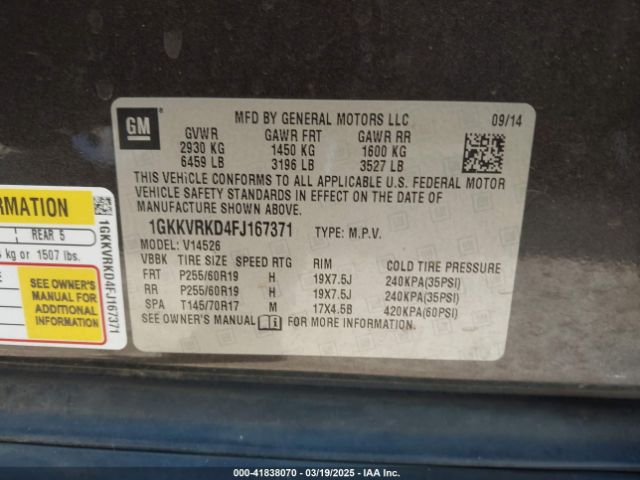 GM
MFD BY GENERAL MOTORS LLC
09/14
GVWR GAWR FRT GAWR RR
2930 KG 1450 KG 1600 KG
6459 LB 3196 LB 3527 LB
THIS VEHICLE CONFORMS TO ALL APPLICABLE U.S. FEDERAL MOTOR
VEHICLE SAFETY STANDARDS IN EFFECT ON THE DATE OF
MANUFACTURE SHOWN ABOVE.
1GKKVRKD4FJ167371 TYPE: M.P.V.
MODEL: V14526
VBBK TIRE SIZE SPEED RTG RIM COLD TIRE PRESSURE
FRT P255/60R19 H 19X7.5J 240KPA(35PSI)
RR P255/60R19 H 19X7.5J 240KPA(35PSI)
SPA T145/70R17 M 17X4.5B 420KPA(60PSI)
SEE OWNER'S MANUAL FOR MORE INFORMATION
RMATION
REAR 5
kg or 1507 lbs.
SEE OWNER'S
MANUAL FOR
ADDITIONAL
INFORMATION
1GKKVRKD4FJ167371
000-41838070 — 03/19/2025 — IAA Inc.